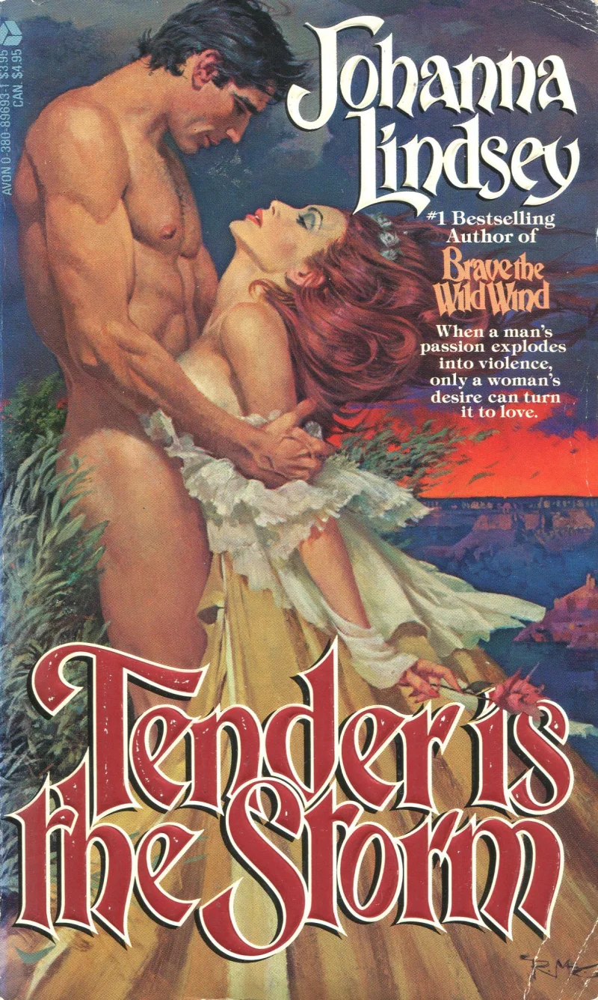 AVON 0-380-89693-1 $3.95
CAN. $4.95
Johanna
Lindsey
#1 Bestselling
Author of
Brave the
Wild Wind
When a man's
passion explodes
into violence,
only a woman's
desire can turn
it to love.
Tender is
the Storm